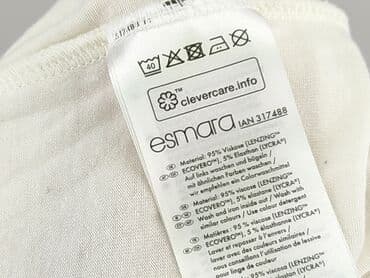 317488
40
clevercare.info
esmara IAN 317488
Material: 95% Viskose (LENZING™
ECOVERO™), 5% Elasthan (LYCRA®)
Auf links waschen und bügeln /
mit ähnlichen Farben waschen /
wir empfehlen ein Colorwaschmittel
Material: 95% viscose (LENZING™
ECOVERO™), 5% elastane (LYCRA®)
Wash and iron inside out / Wash with
similar colours / Use colour detergent
Matières : 95% viscose (LENZING™
ECOVERO™), 5% élasthanne (LYCRA®)
Laver et repasser à l'envers /
laver avec des couleurs similaires /
nous conseillons l'utilisation de lessive
pour linge de couleur
95% viscose